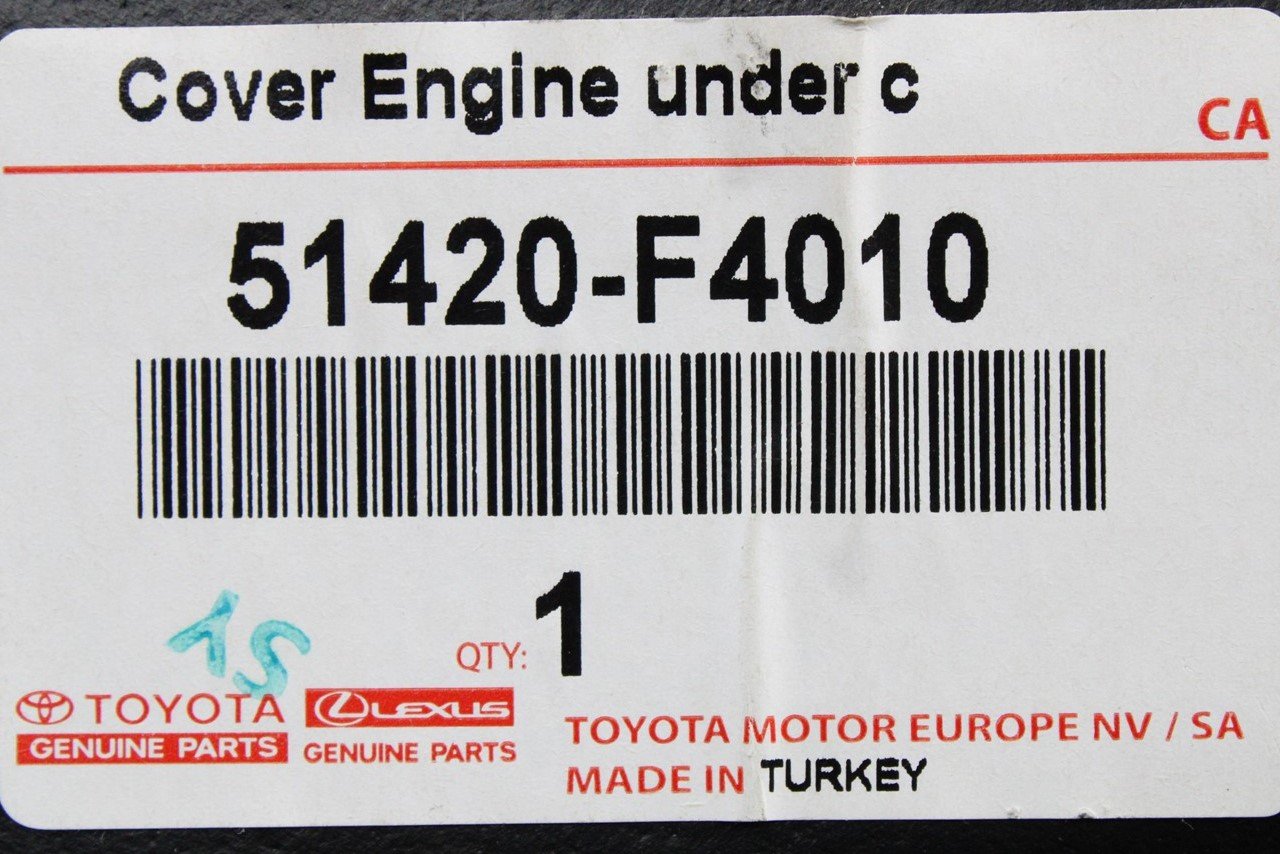 Cover Engine under c
CA
51420-F4010
QTY: 1
TOYOTA
GENUINE PARTS
LEXUS
GENUINE PARTS
TOYOTA MOTOR EUROPE NV / SA
MADE IN TURKEY